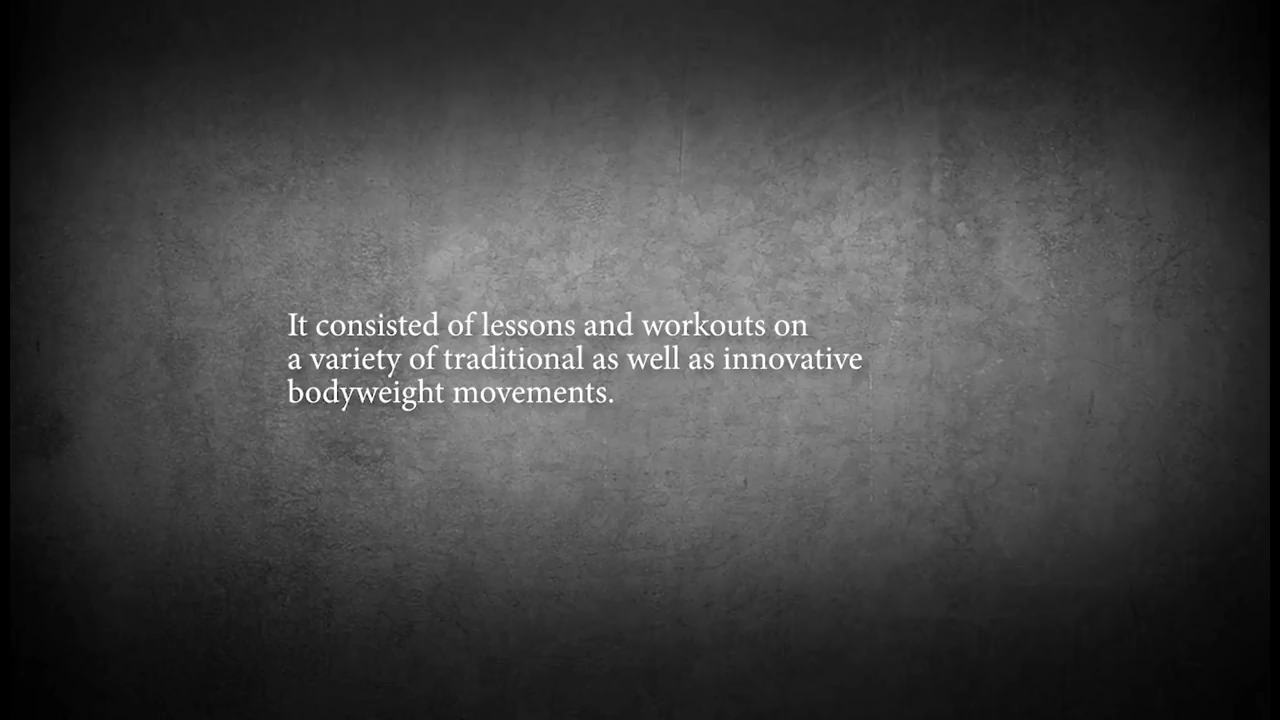 It consisted of lessons and workouts on
a variety of traditional as well as innovative
bodyweight movements.